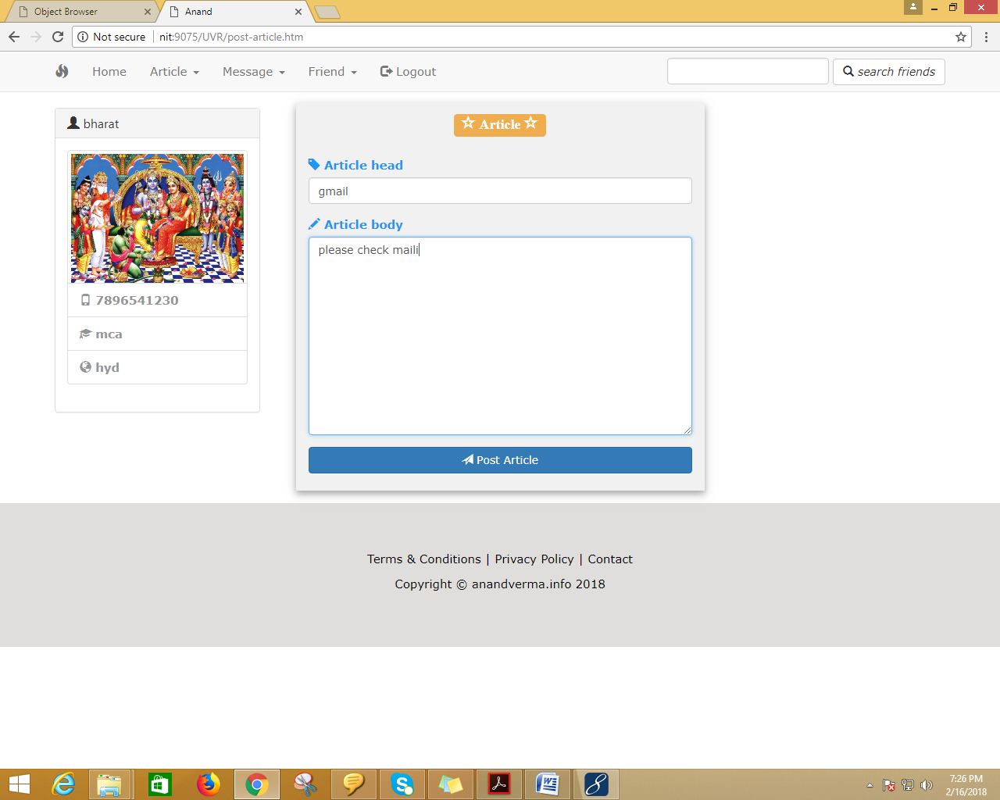 Object Browser
Anand
Not secure
nit:9075/UVR/post-article.htm
Home
Article
Message
Friend
Logout
search friends
bharat
7896541230
mca
hyd
Article
Article head
gmail
Article body
please check maili
Post Article
Terms & Conditions | Privacy Policy | Contact
Copyright © anandverma.info 2018
7:26 PM
2/16/2018